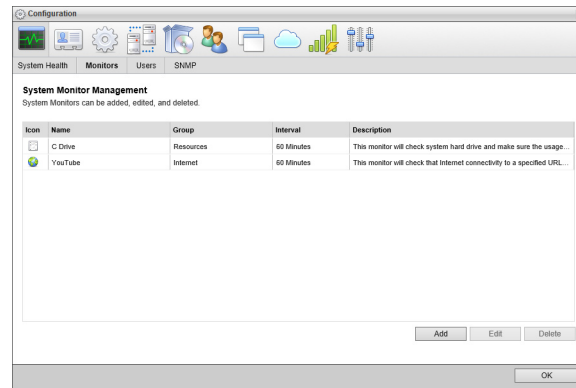 Configuration
System Health Monitors Users SNMP
System Monitor Management
System Monitors can be added, edited, and deleted.
Icon Name Group Interval Description
C Drive Resources 60 Minutes This monitor will check system hard drive and make sure the usage...
YouTube Internet 60 Minutes This monitor will check that Internet connectivity to a specified URL...
Add Edit Delete
OK